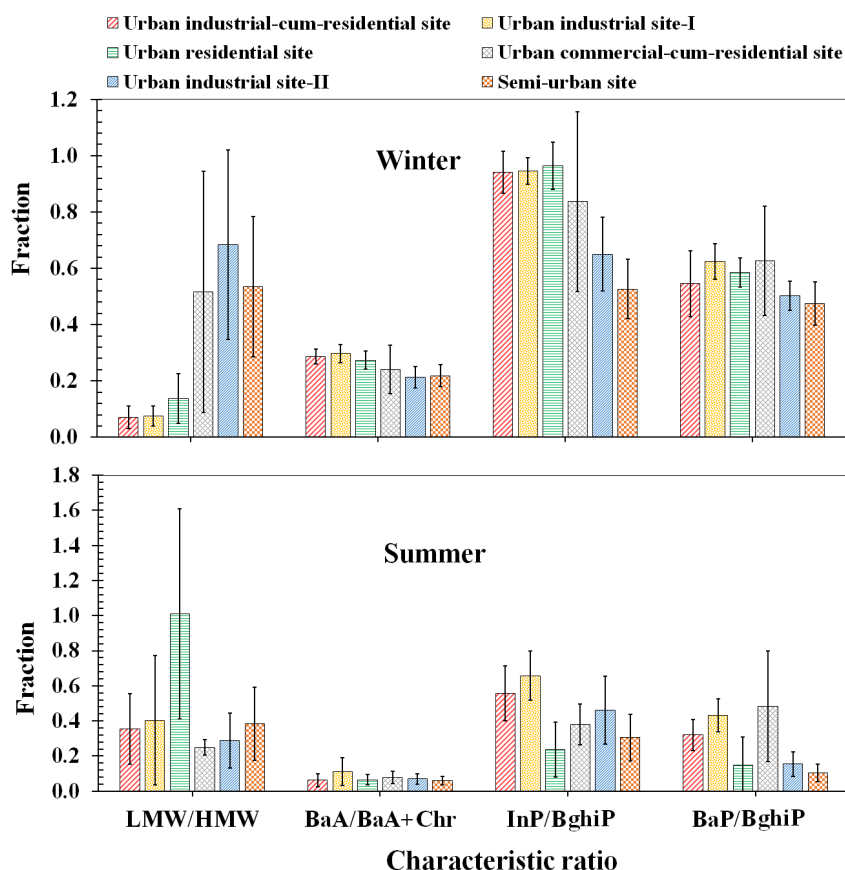 Urban industrial-cum-residential site Urban industrial site-I
Urban residential site Urban commercial-cum-residential site
Urban industrial site-II Semi-urban site
1.2
1.0
0.8
0.6
0.4
0.2
0.0
Fraction
Winter
1.8
1.6
1.4
1.2
1.0
0.8
0.6
0.4
0.2
0.0
Fraction
Summer
LMW/HMW BaA/BaA+Chr InP/BghiP BaP/BghiP
Characteristic ratio